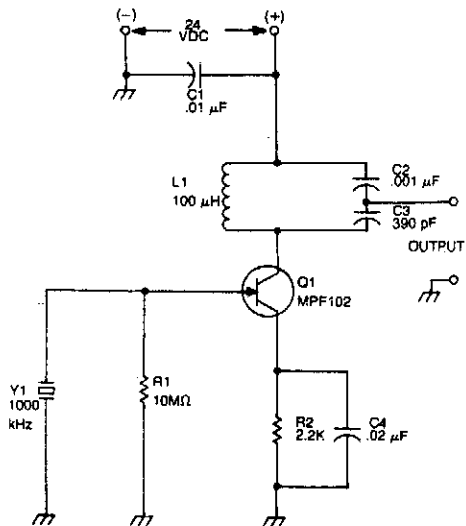 (-) 24 (+)
VDC
C1
.01 µF
L1
100 µH
C2
.001 µF
C3
390 pF
OUTPUT
Q1
MPF102
Y1
1000
kHz
R1
10MΩ
R2
2.2K
C4
.02 µF